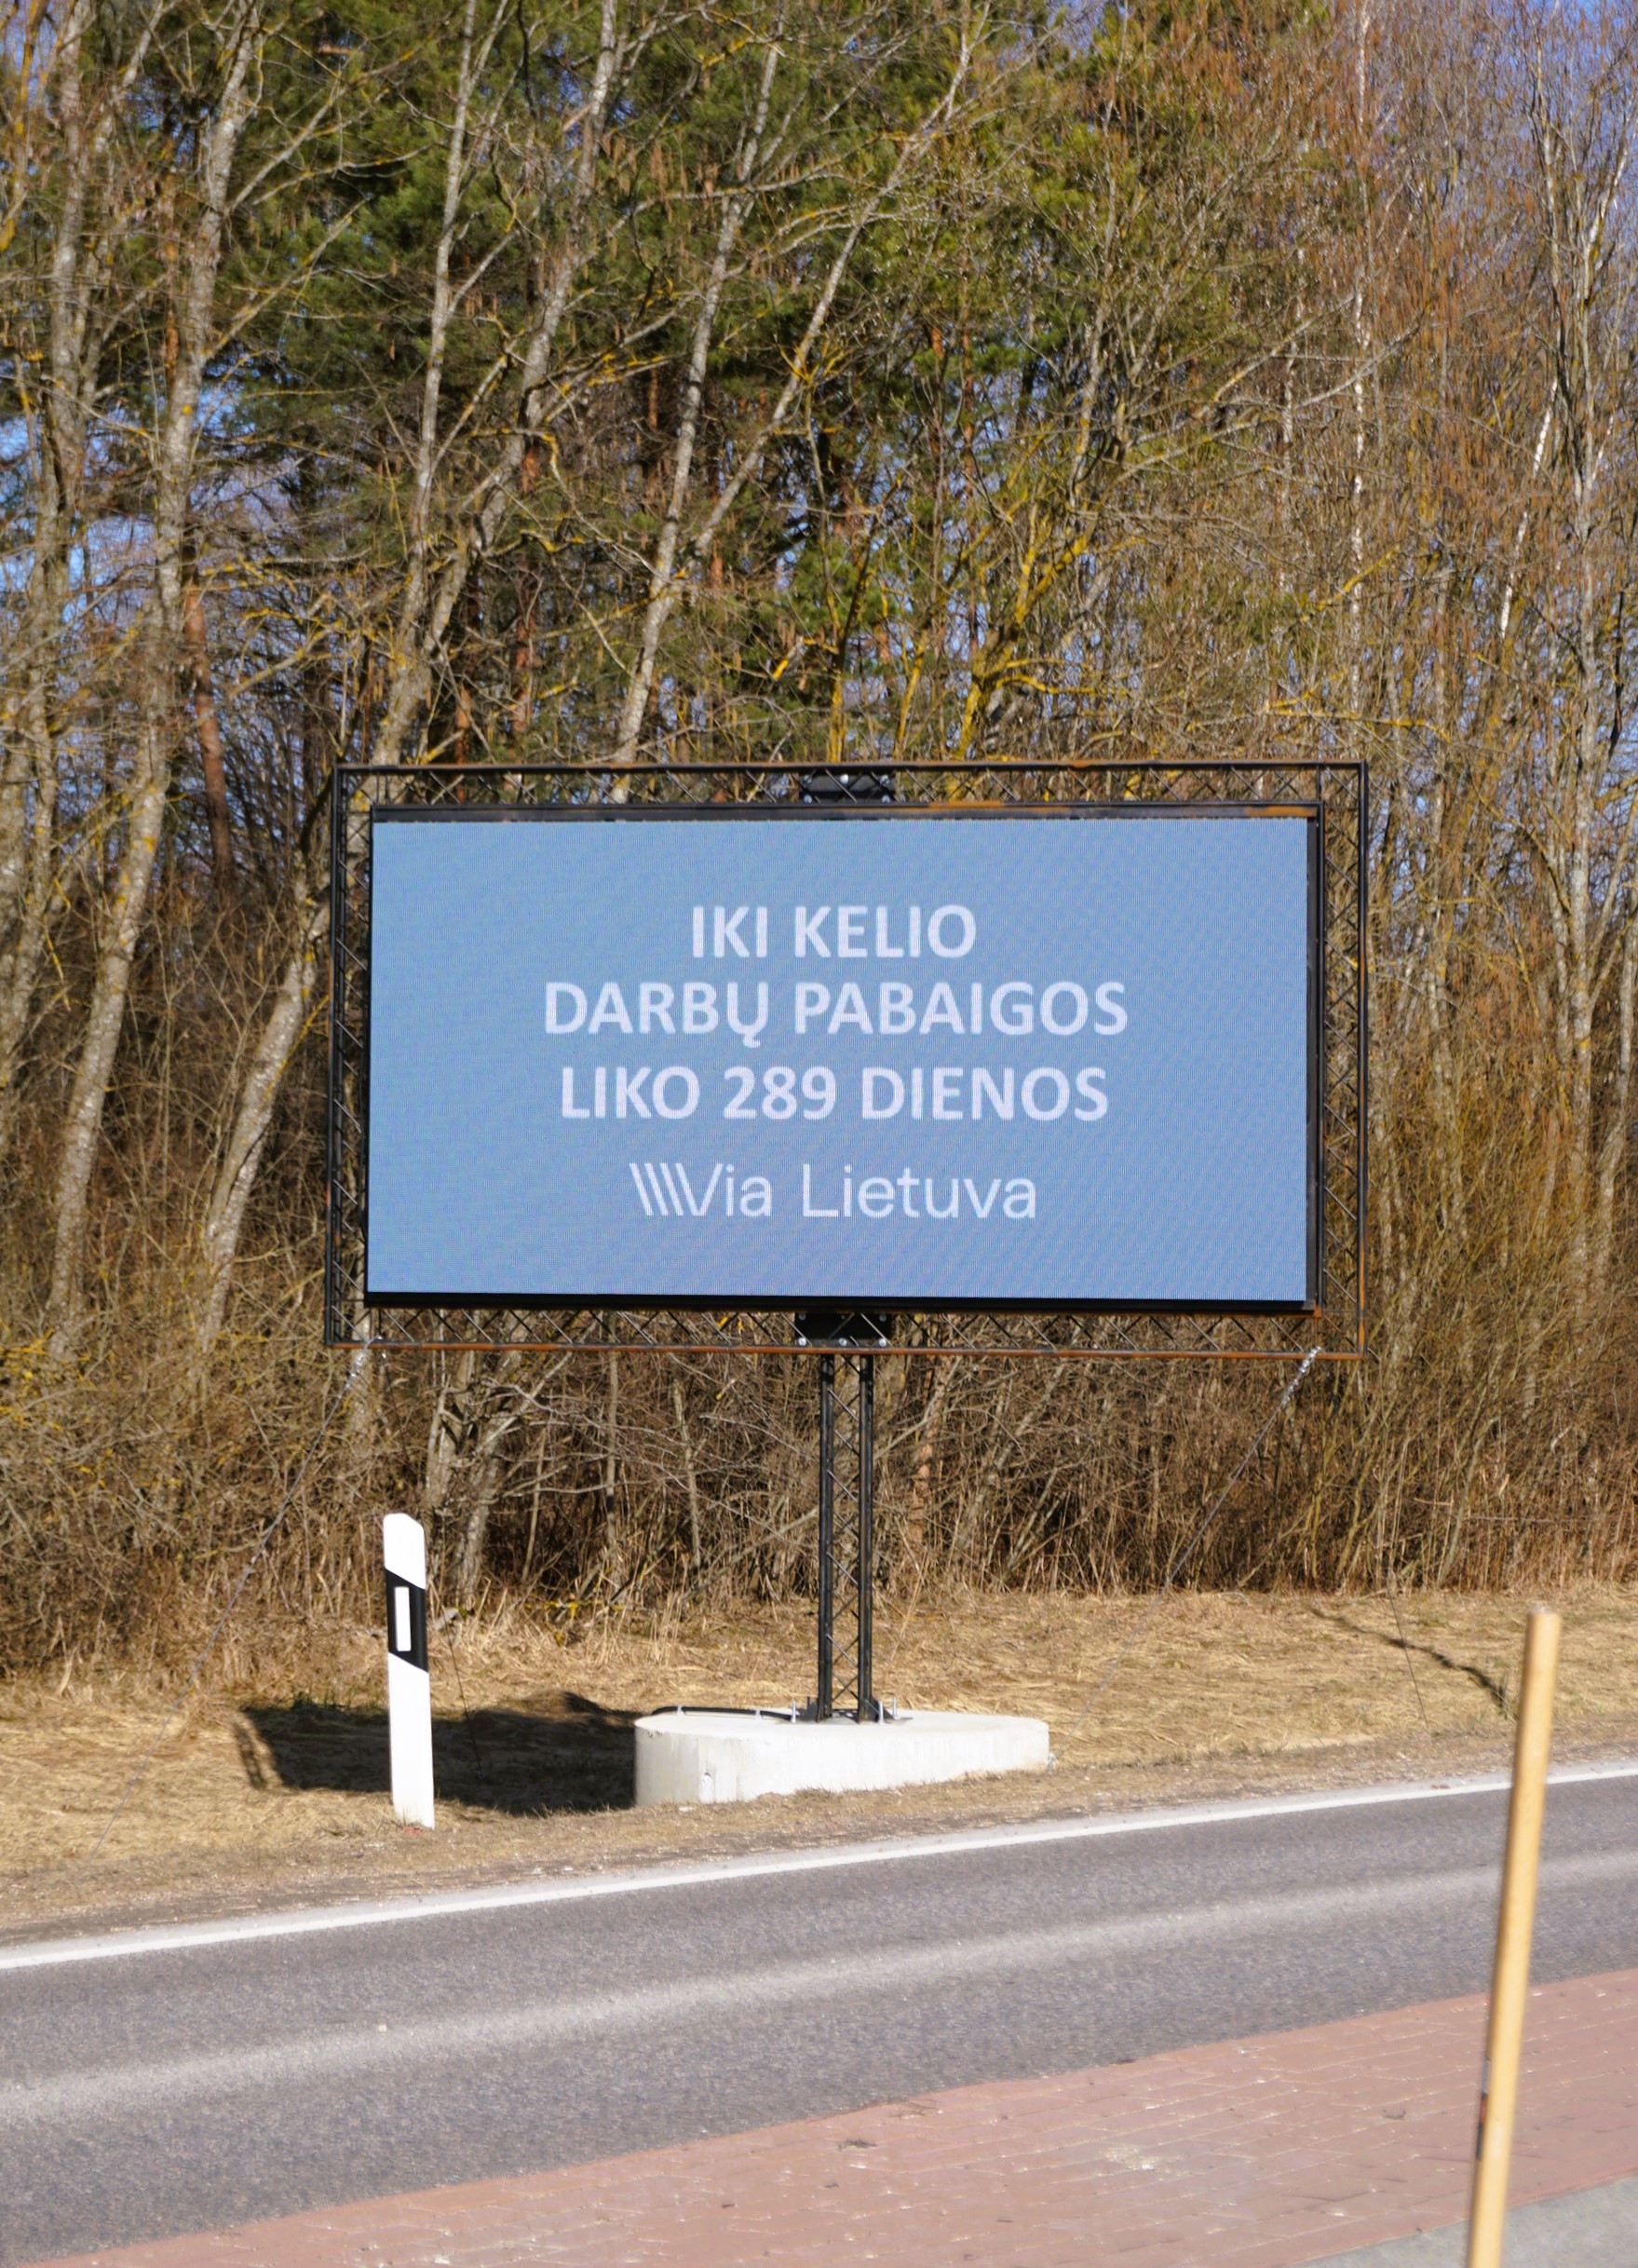 IKI KELIO
DARBŲ PABAIGOS
LIKO 289 DIENOS
Via Lietuva